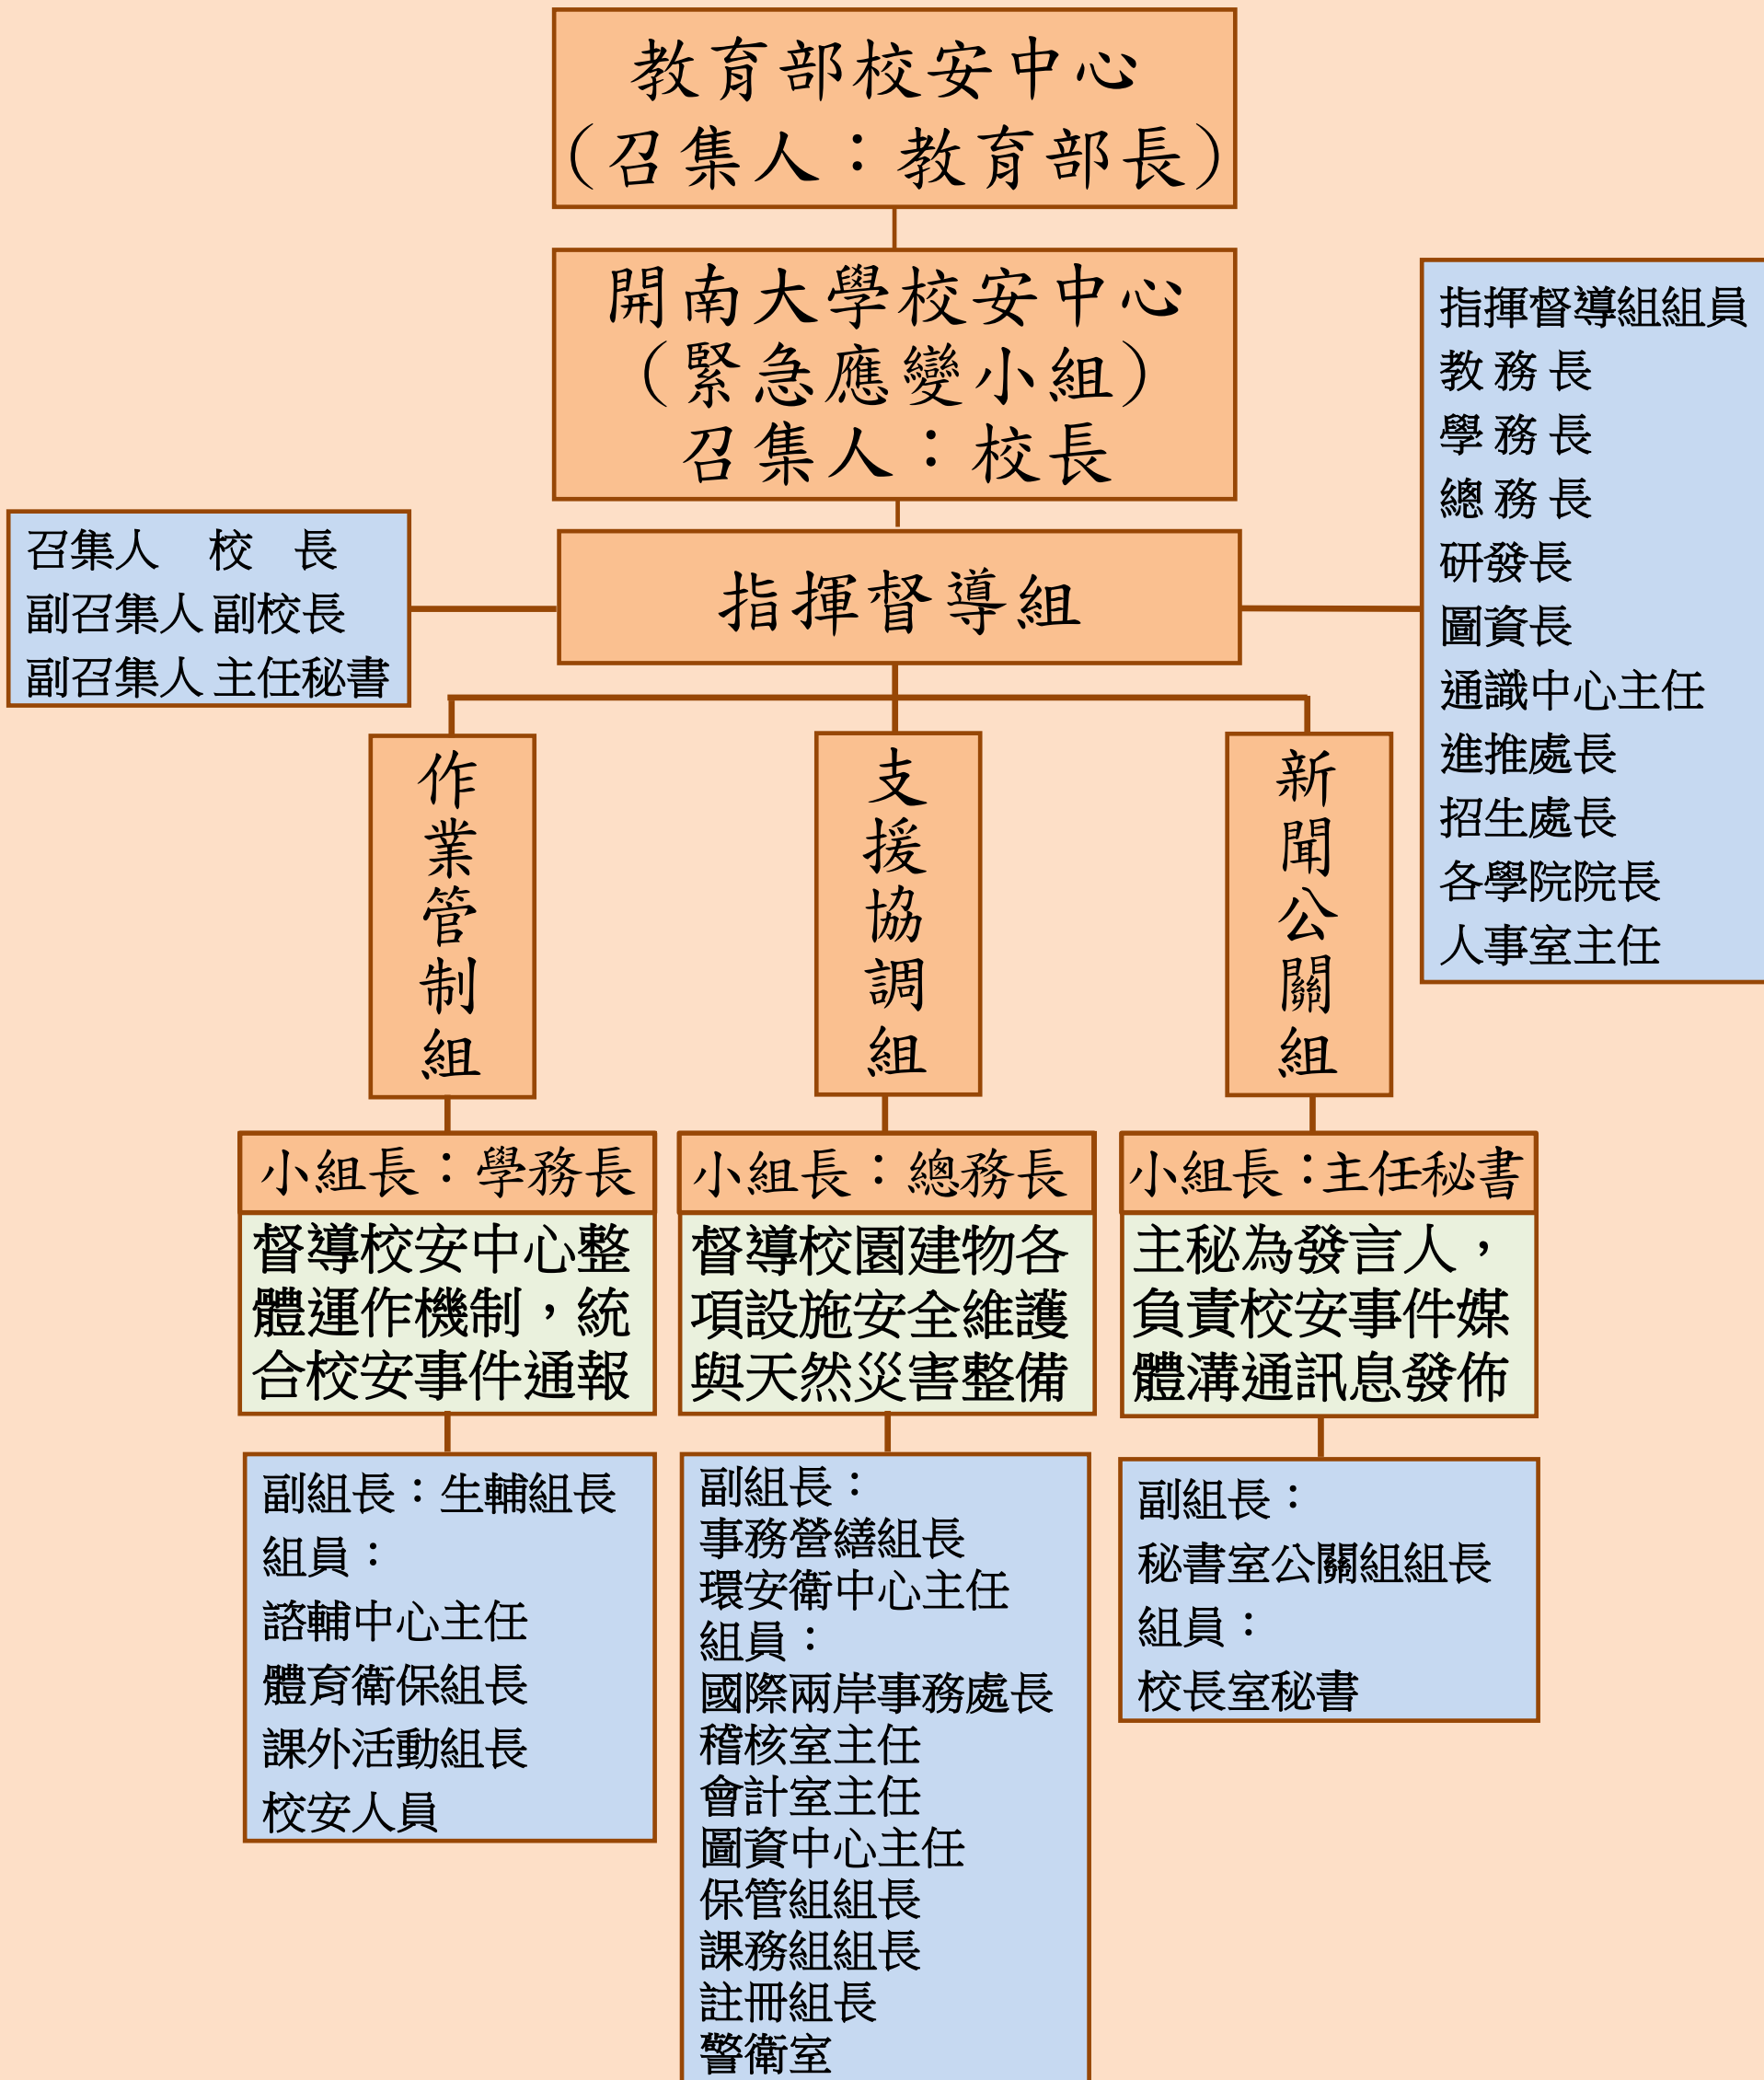 教育部校安中心
（召集人：教育部長）
開南大學校安中心
（緊急應變小組）
召集人：校長
指揮督導組
召集人 校 長
副召集人 副校長
副召集人 主任秘書
指揮督導組組員
教 務 長
學 務 長
總 務 長
研發長
圖資長
通識中心主任
進推處長
招生處長
各學院院長
人事室主任
作業管制組
小組長：學務長
督導校安中心整
體運作機制，統
合校安事件通報
副組長：生輔組長
組員：
諮輔中心主任
體育衛保組長
課外活動組長
校安人員
支援協調組
小組長：總務長
督導校園建物各
項設施安全維護
與天然災害整備
副組長：
事務營繕組長
環安衛中心主任
組員：
國際兩岸事務處長
稽核室主任
會計室主任
圖資中心主任
保管組組長
課務組組長
註冊組長
警衛室
新聞公關組
小組長：主任秘書
主秘為發言人，
負責校安事件媒
體溝通訊息發佈
副組長：
秘書室公關組組長
組員：
校長室秘書